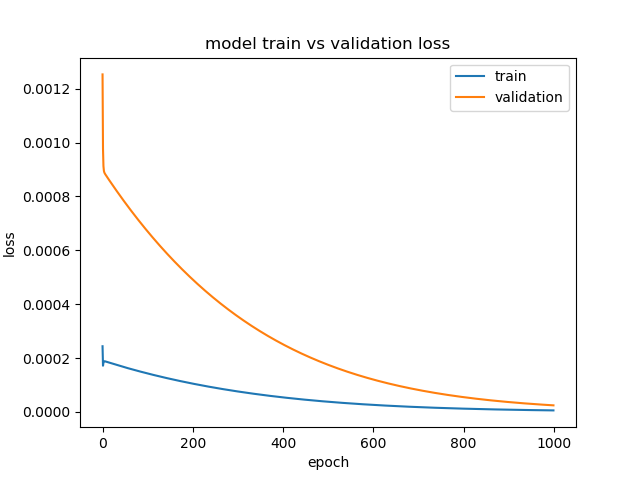 model train vs validation loss
train
validation
0.0012
0.0010
0.0008
0.0006
0.0004
0.0002
0.0000
loss
0 200 400 600 800 1000
epoch